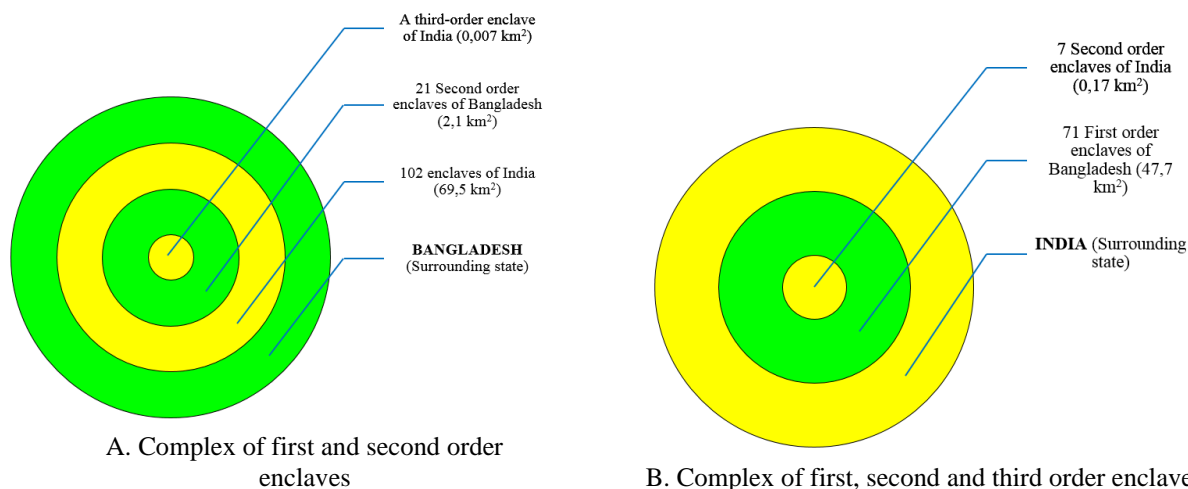 A third-order enclave
of India (0,007 km²)
21 Second order
enclaves of Bangladesh
(2,1 km²)
102 enclaves of India
(69,5 km²)
BANGLADESH
(Surrounding state)
A. Complex of first and second order
enclaves
7 Second order
enclaves of India
(0,17 km²)
71 First order
enclaves of
Bangladesh (47,7
km²)
INDIA (Surrounding
state)
B. Complex of first, second and third order enclave